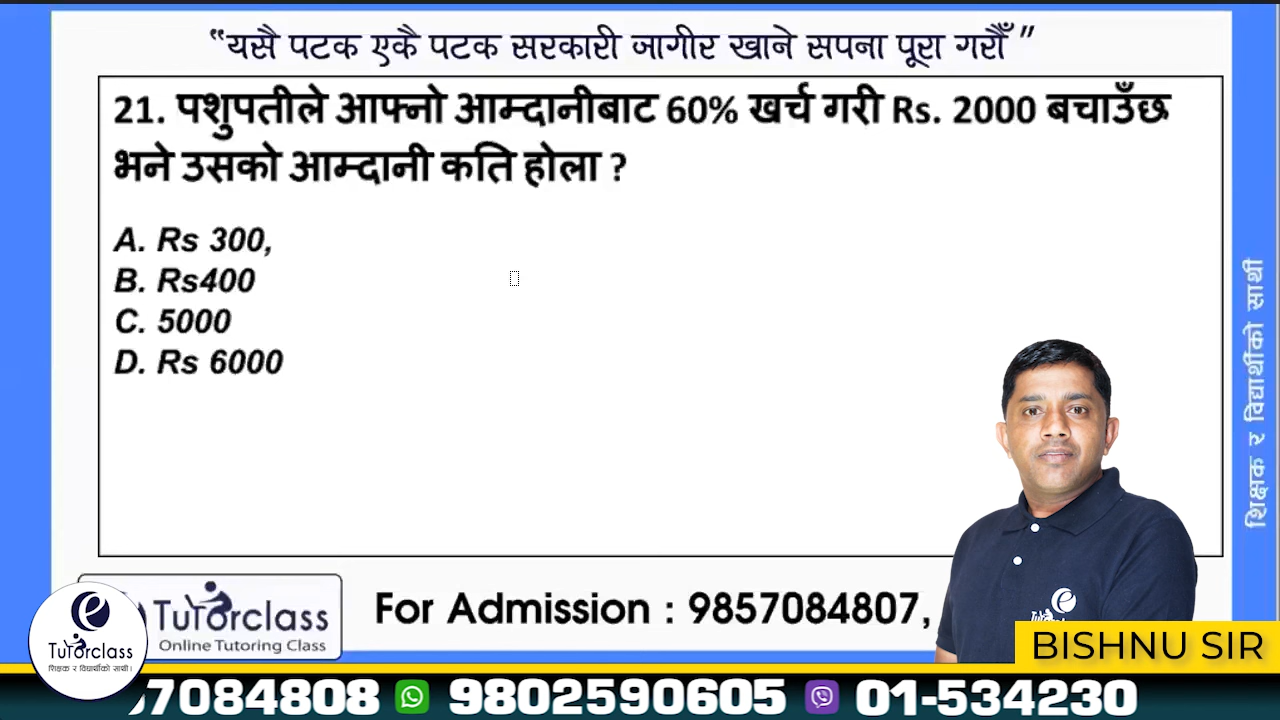 “यसै पटक एकै पटक सरकारी जागीर खाने सपना पूरा गरौँ”
21. पशुपतीले आफ्नो आम्दानीबाट 60% खर्च गरी Rs. 2000 बचाउँछ
भने उसको आम्दानी कति होला ?
A. Rs 300,
B. Rs400
C. 5000
D. Rs 6000
शिक्षक र विद्यार्थीको साथी
Tutorclass
Online Tutoring Class
For Admission : 9857084807,
Tutorclass
शिक्षक र विद्यार्थीको साथी।
BISHNU SIR
7084808 9802590605 01-534230